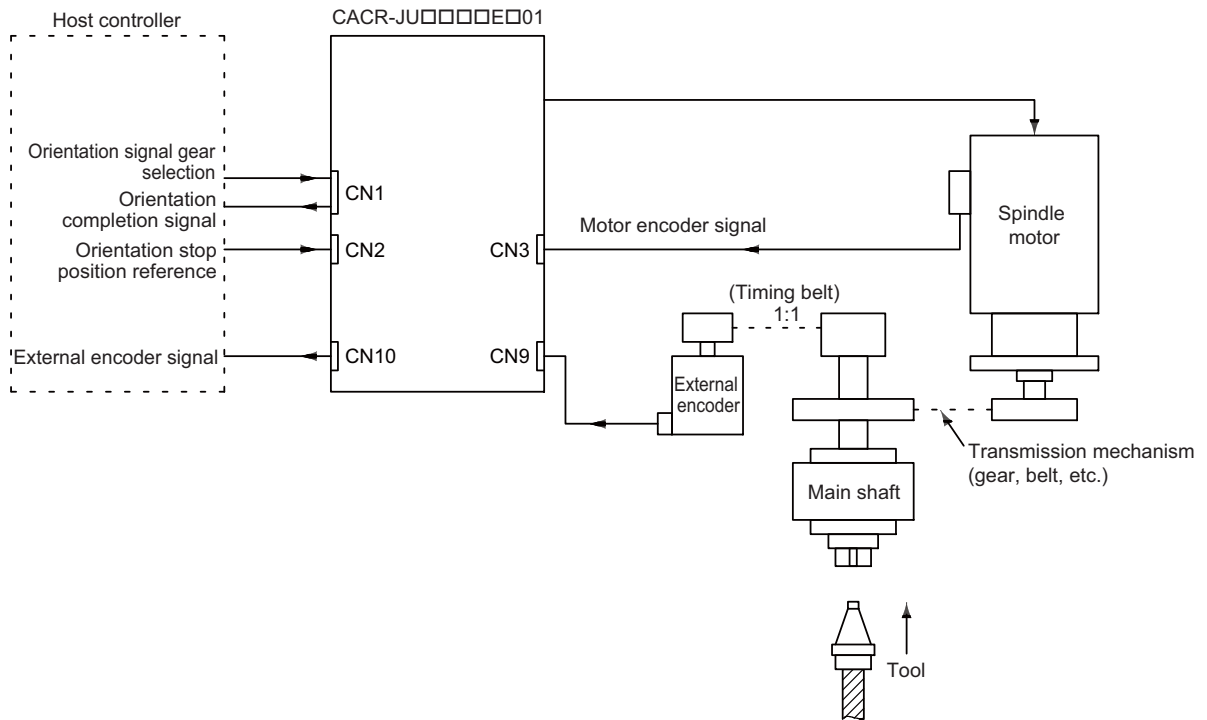 Host controller
CACR-JU□□□□E□01
Orientation signal gear
selection
CN1
Orientation
completion signal
Orientation stop
position reference
CN2
Motor encoder signal
CN3
Spindle
motor
(Timing belt)
1:1
External encoder signal
CN10
CN9
External
encoder
Transmission mechanism
(gear, belt, etc.)
Main shaft
Tool